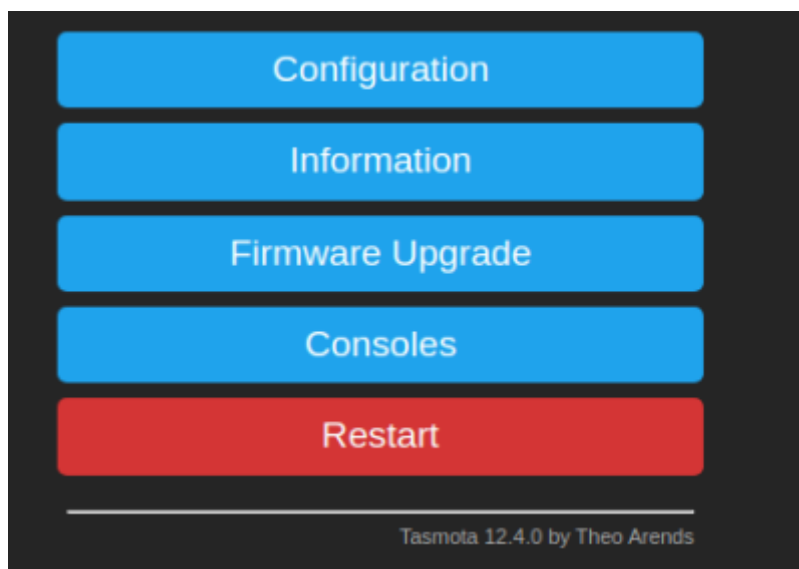 Configuration
Information
Firmware Upgrade
Consoles
Restart
Tasmota 12.4.0 by Theo Arends